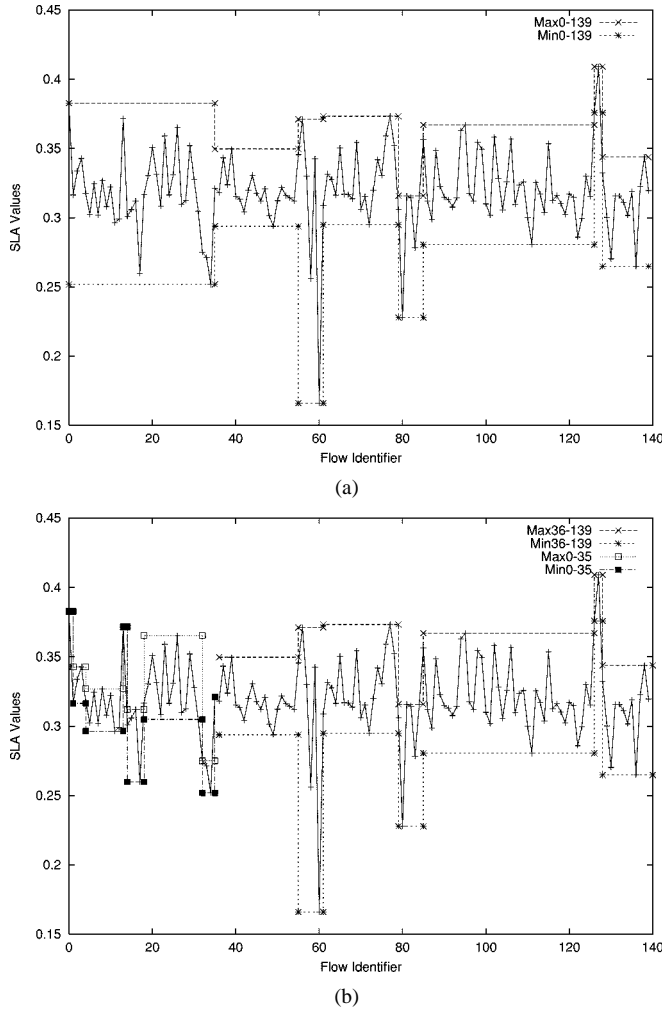 0.45
0.4
0.35
0.3
0.25
0.2
0.15
SLA Values
Max0-139
Min0-139
0 20 40 60 80 100 120 140
Flow Identifier
(a)
0.45
0.4
0.35
0.3
0.25
0.2
0.15
SLA Values
Max36-139
Min36-139
Max0-35
Min0-35
0 20 40 60 80 100 120 140
Flow Identifier
(b)